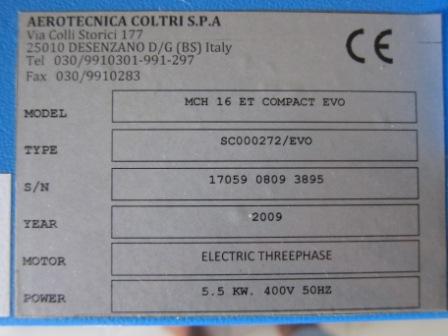 AEROTECNICA COLTRI S.P.A
Via Colli Storici 177
25010 DESENZANO D/G (BS) Italy
Tel 030/9910301-991-297
Fax 030/9910283
CE
MODEL MCH 16 ET COMPACT EVO
TYPE SC000272/EVO
S/N 17059 0809 3895
YEAR 2009
MOTOR ELECTRIC THREEPHASE
POWER 5.5 KW. 400V 50HZ